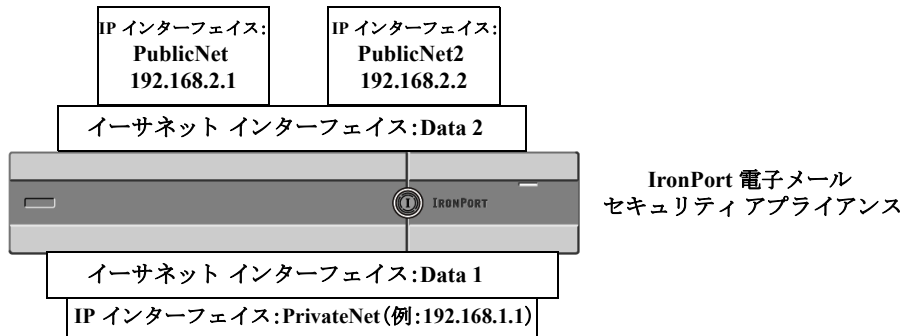 IP インターフェイス:
PublicNet
192.168.2.1
IP インターフェイス:
PublicNet2
192.168.2.2
イーサネット インターフェイス:Data 2
IRONPORT
IronPort 電子メール
セキュリティ アプライアンス
イーサネット インターフェイス:Data 1
IP インターフェイス:PrivateNet(例:192.168.1.1)